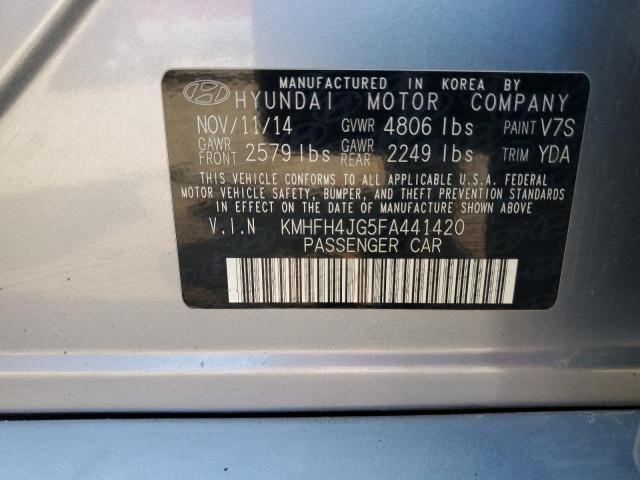 MANUFACTURED IN KOREA BY
HYUNDAI MOTOR COMPANY
NOV/11/14 GVWR 4806 lbs PAINT V7S
GAWR FRONT 2579 lbs GAWR REAR 2249 lbs TRIM YDA
THIS VEHICLE CONFORMS TO ALL APPLICABLE U.S.A. FEDERAL
MOTOR VEHICLE SAFETY, BUMPER, AND THEFT PREVENTION STANDARDS
IN EFFECT ON THE DATE OF MANUFACTURE SHOWN ABOVE.
V.I.N KMHFH4JG5FA441420
PASSENGER CAR